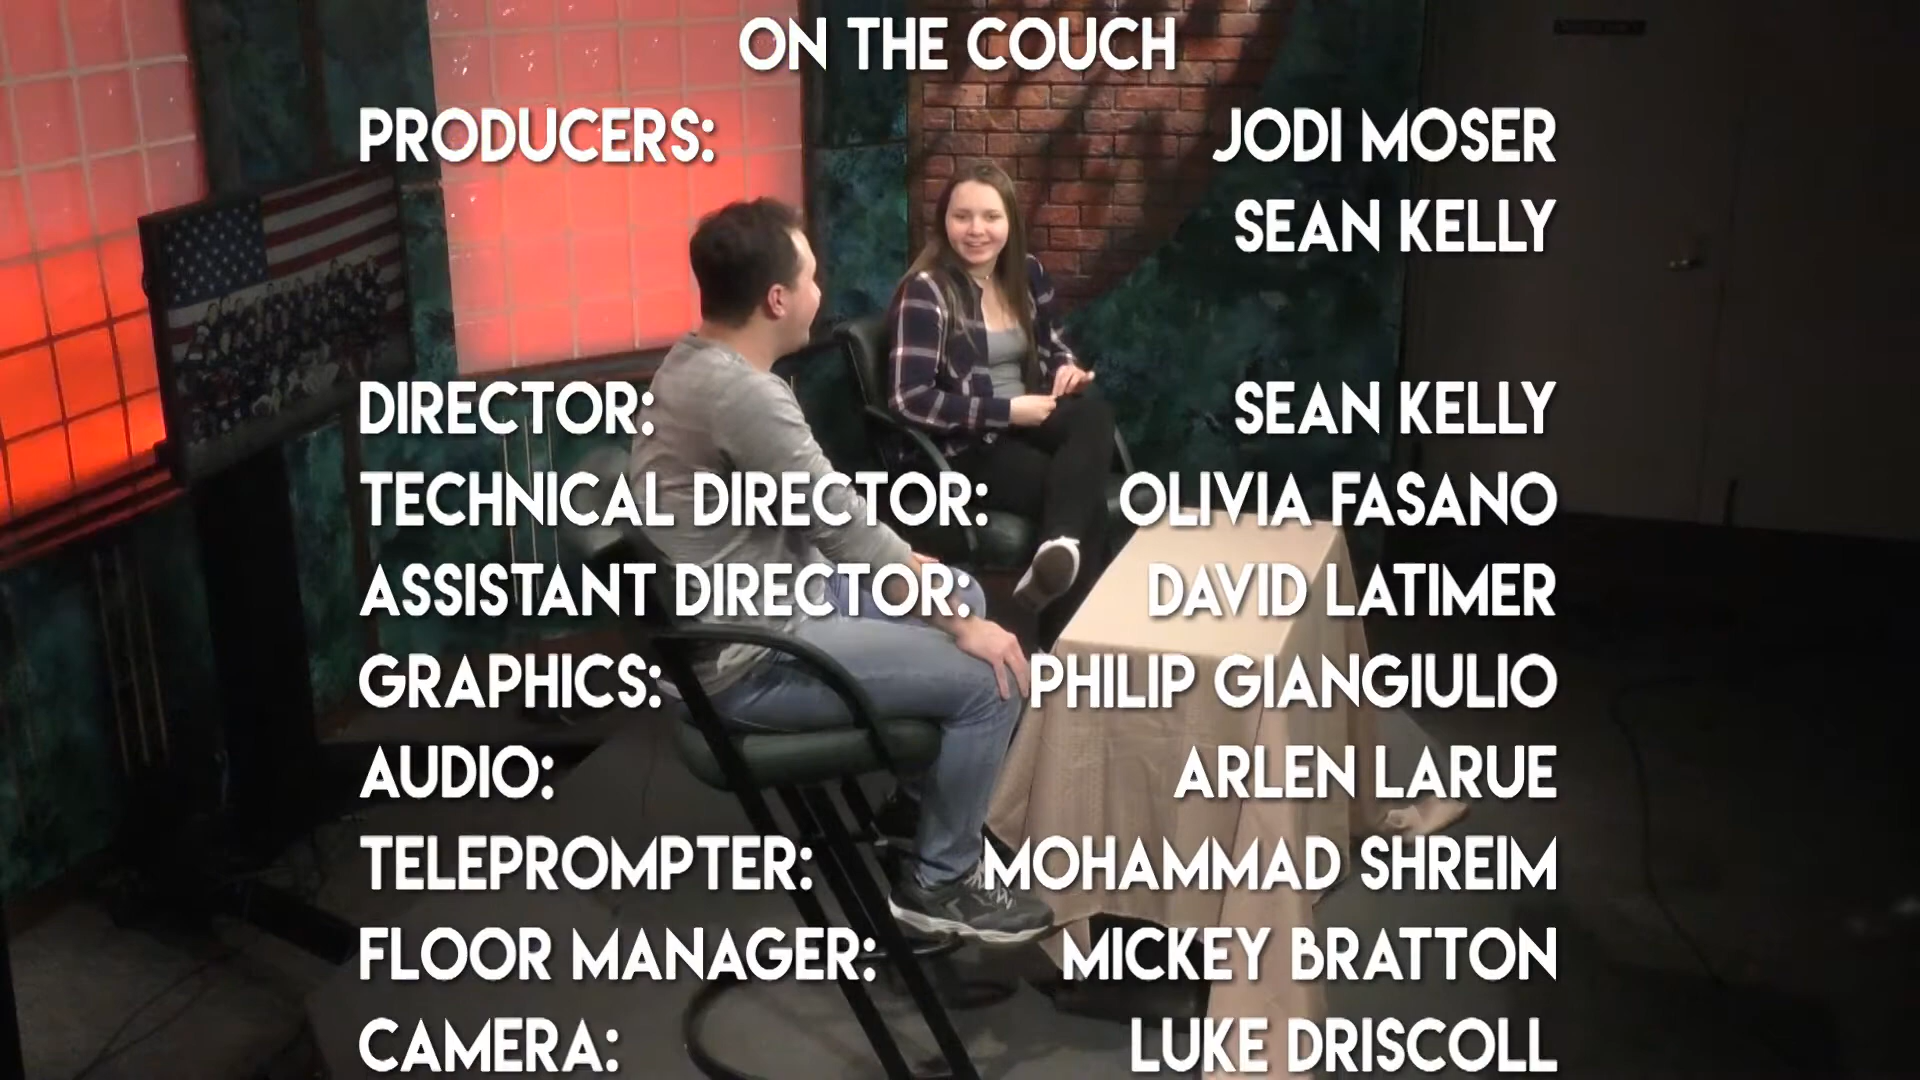 ON THE COUCH
PRODUCERS: JODI MOSER
SEAN KELLY
DIRECTOR: SEAN KELLY
TECHNICAL DIRECTOR: OLIVIA FASANO
ASSISTANT DIRECTOR: DAVID LATIMER
GRAPHICS: PHILIP GIANGIULIO
AUDIO: ARLEN LARUE
TELEPROMPTER: MOHAMMAD SHREIM
FLOOR MANAGER: MICKEY BRATTON
CAMERA: LUKE DRISCOLL